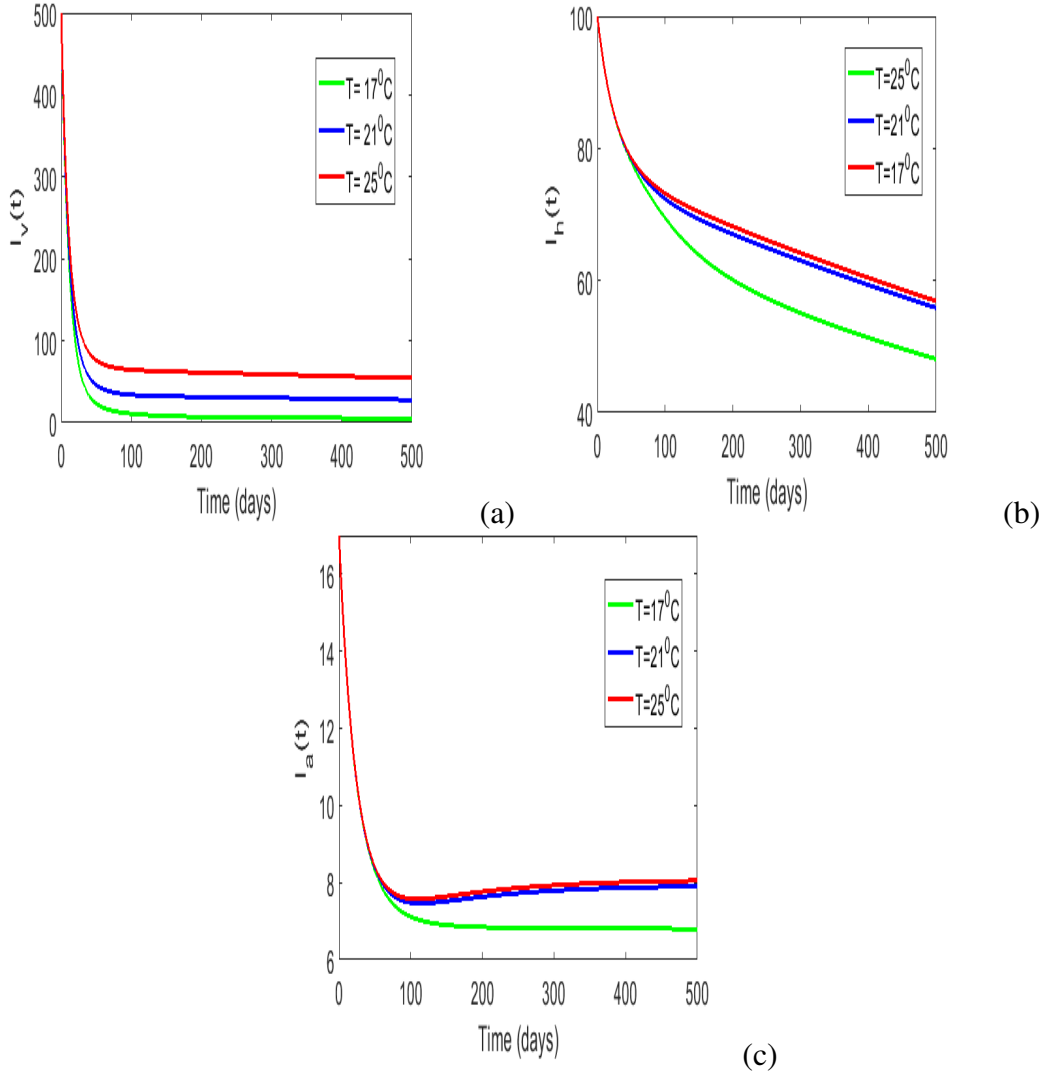 500
400
300
200
100
0
I_v(t)
T= 17⁰C
T= 21⁰C
T= 25⁰C
0 100 200 300 400 500
Time (days)
(a)
100
80
60
40
I_h(t)
T=25⁰C
T=21⁰C
T=17⁰C
0 100 200 300 400 500
Time (days)
(b)
16
14
12
10
8
6
I_a(t)
T=17⁰C
T=21⁰C
T=25⁰C
0 100 200 300 400 500
Time (days)
(c)